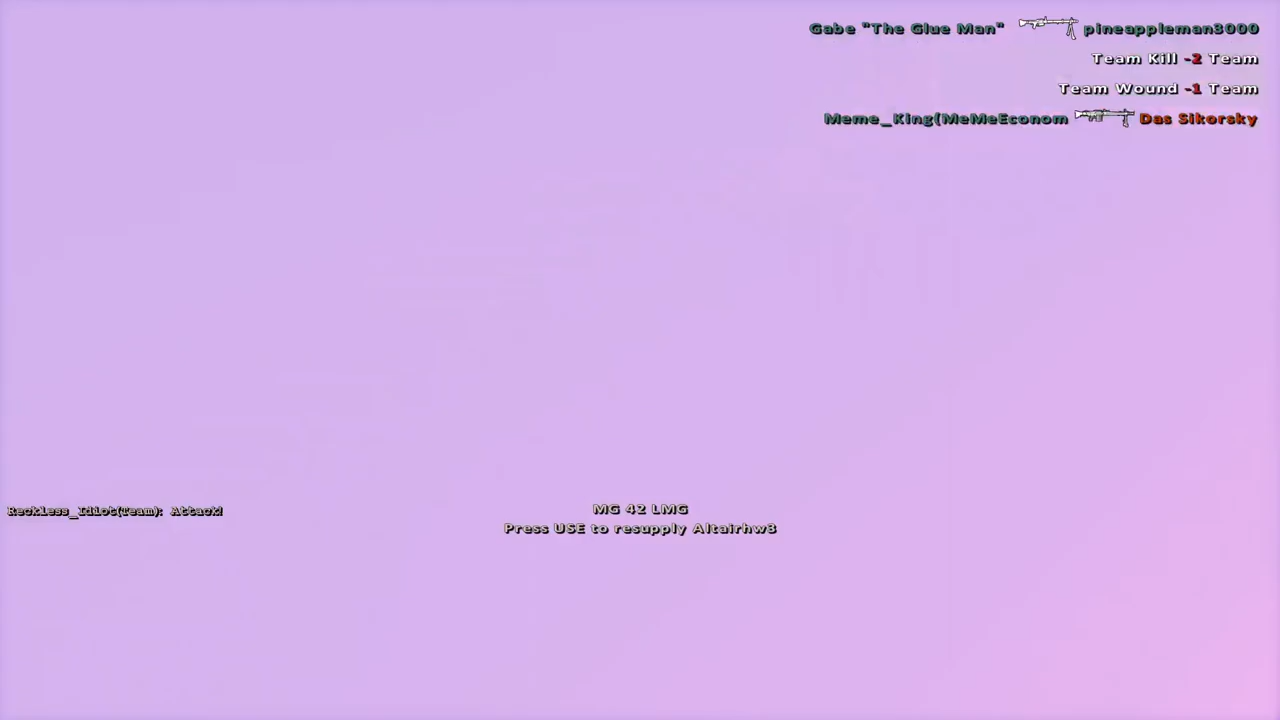 Gabe "The Glue Man" pineappleman3000
Team Kill -2 Team
Team Wound -1 Team
Meme_King(MeMeEconom Das Sikorsky
Reckless_Idiot(Team): Attack!
MG 42 LMG
Press USE to resupply Altairhw3